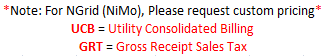 *Note: For NGrid (NiMo), Please request custom pricing*
UCB = Utility Consolidated Billing
GRT = Gross Receipt Sales Tax